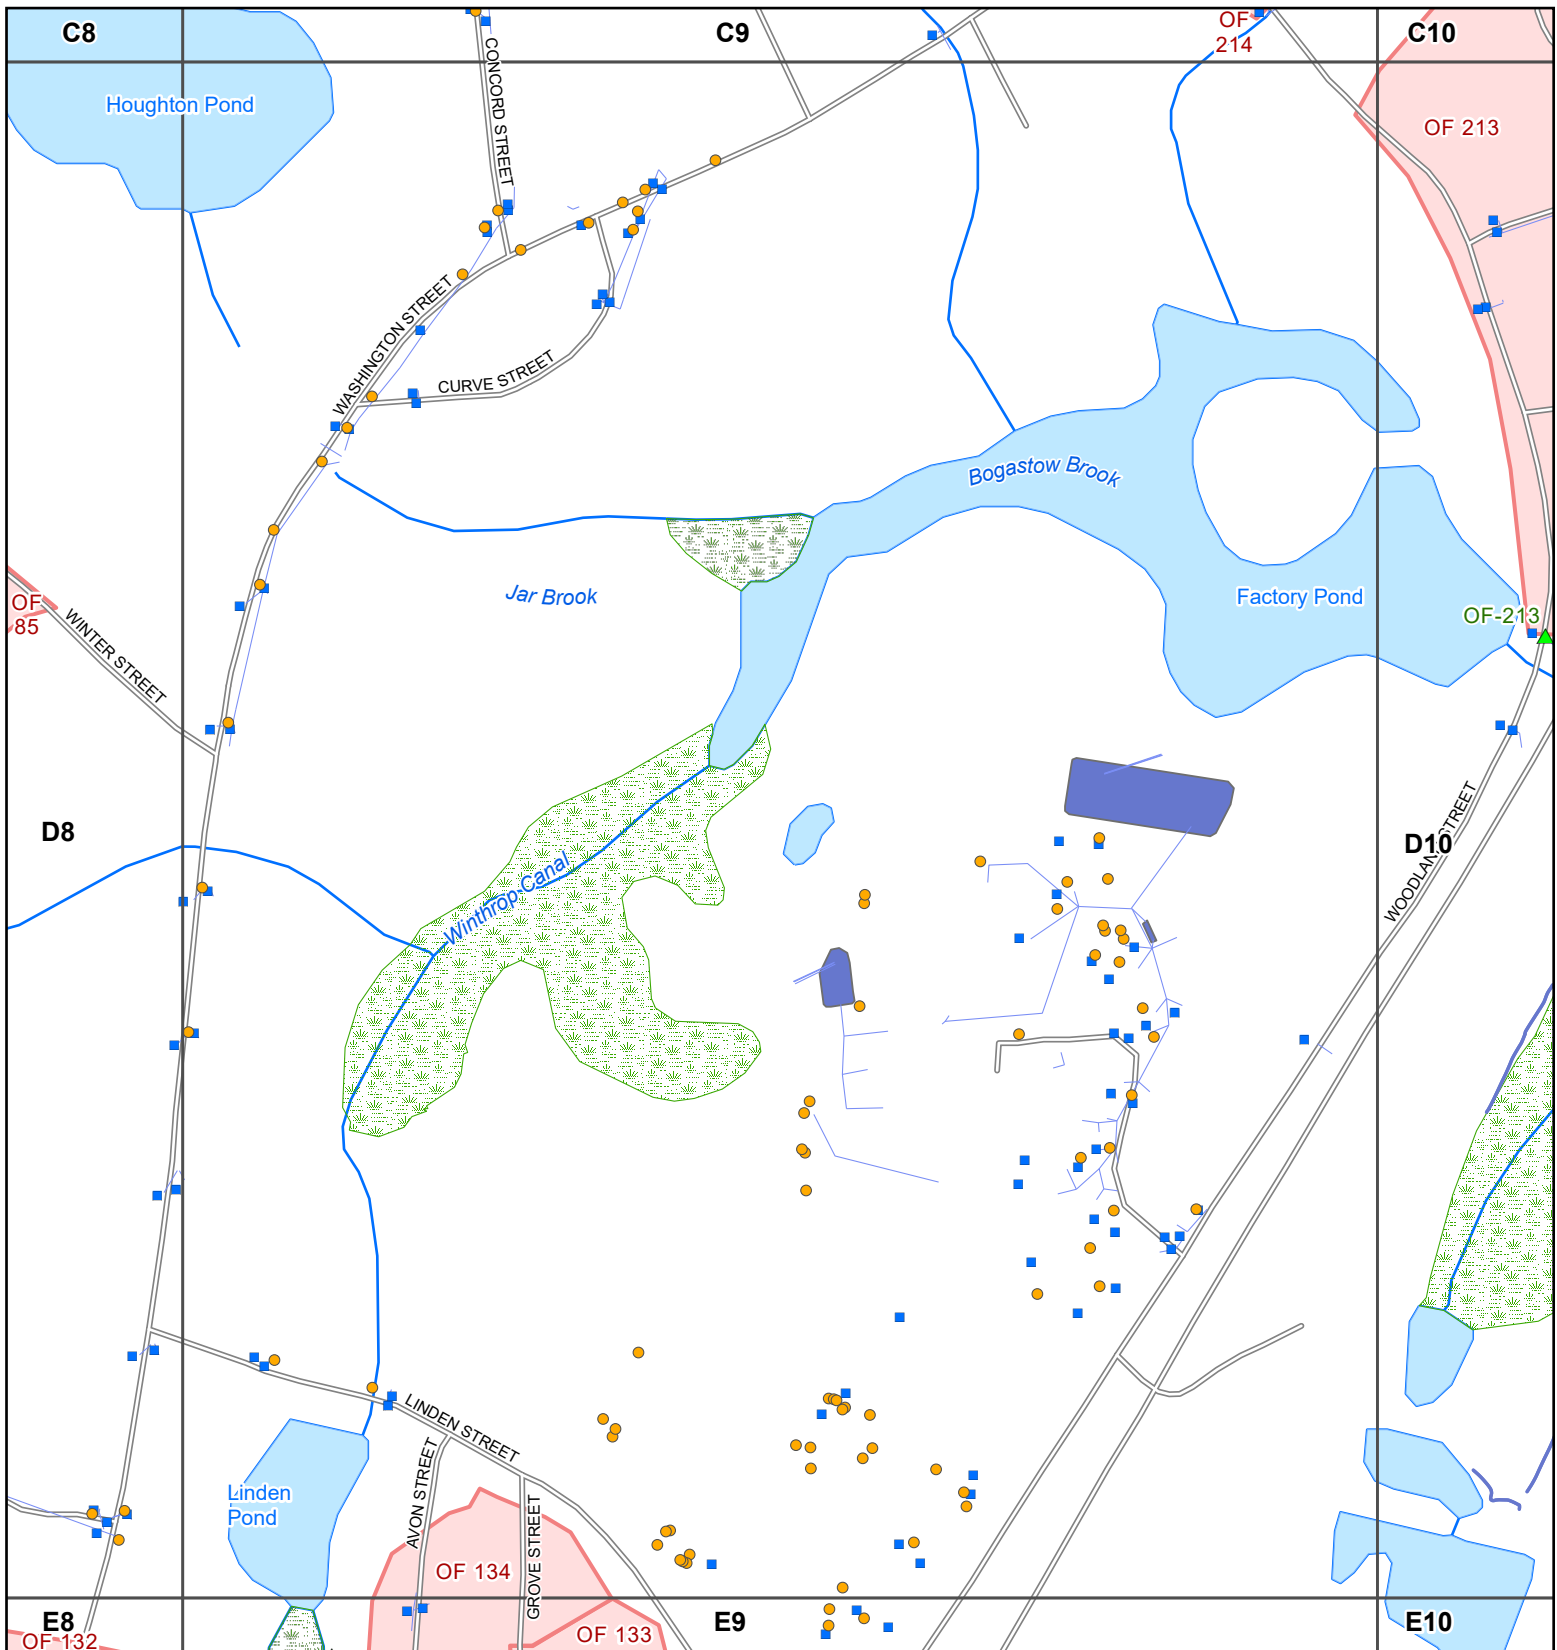 C8
C9
OF
214
C10
Houghton Pond
CONCORD STREET
OF 213
WASHINGTON STREET
CURVE STREET
Bogastow Brook
Jar Brook
Factory Pond
OF
85
OF-213
WINTER STREET
D8
D10
WOODLAND STREET
Winthrop Canal
LINDEN STREET
AVON STREET
Linden
Pond
GROVE STREET
OF 134
E8
E9
E10
OF 132
OF 133